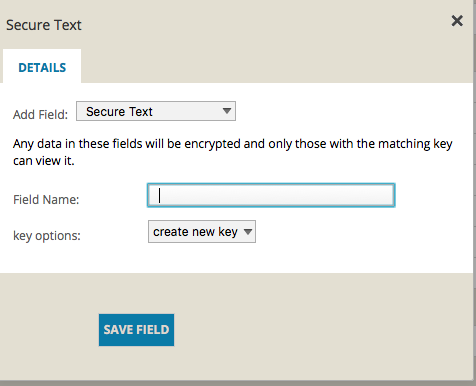 Secure Text
DETAILS
Add Field: Secure Text
Any data in these fields will be encrypted and only those with the matching key
can view it.
Field Name:
key options: create new key
SAVE FIELD